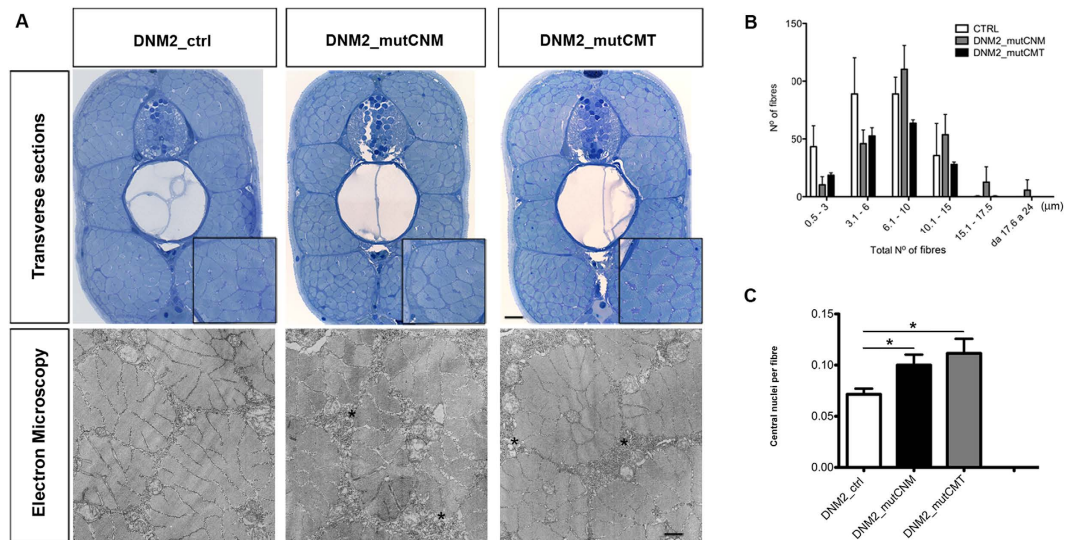 A
DNM2_ctrl
DNM2_mutCNM
DNM2_mutCMT
Transverse sections
Electron Microscopy
*
*
*
*
B
Nº of fibres
150
00
50
0
CTRL
DNM2_mutCNM
DNM2_mutCMT
0.5 - 3
3.1 - 6
6.1 - 10
10.1 - 15
15.1 - 17.5
da 17.6 a 24
(µm)
Total Nº of fibres
C
Central nuclei per fibre
0.15
0.10
0.05
0.00
*
*
DNM2_ctrl
DNM2_mutCNM
DNM2_mutCMT